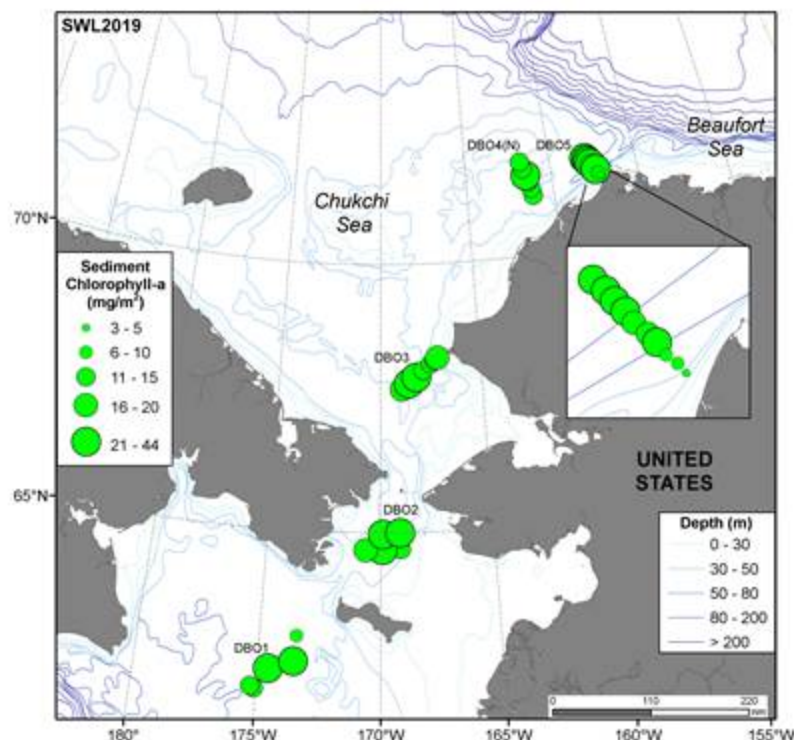 SWL2019
Beaufort
Sea
DBO4(N)
DBO5
Chukchi
Sea
70°N
Sediment
Chlorophyll-a
(mg/m²)
3 - 5
6 - 10
11 - 15
16 - 20
21 - 44
DBO3
UNITED
STATES
65°N
DBO2
Depth (m)
0 - 30
30 - 50
50 - 80
80 - 200
> 200
DBO1
0 110 220
nm
180° 175°W 170°W 165°W 160°W 155°W